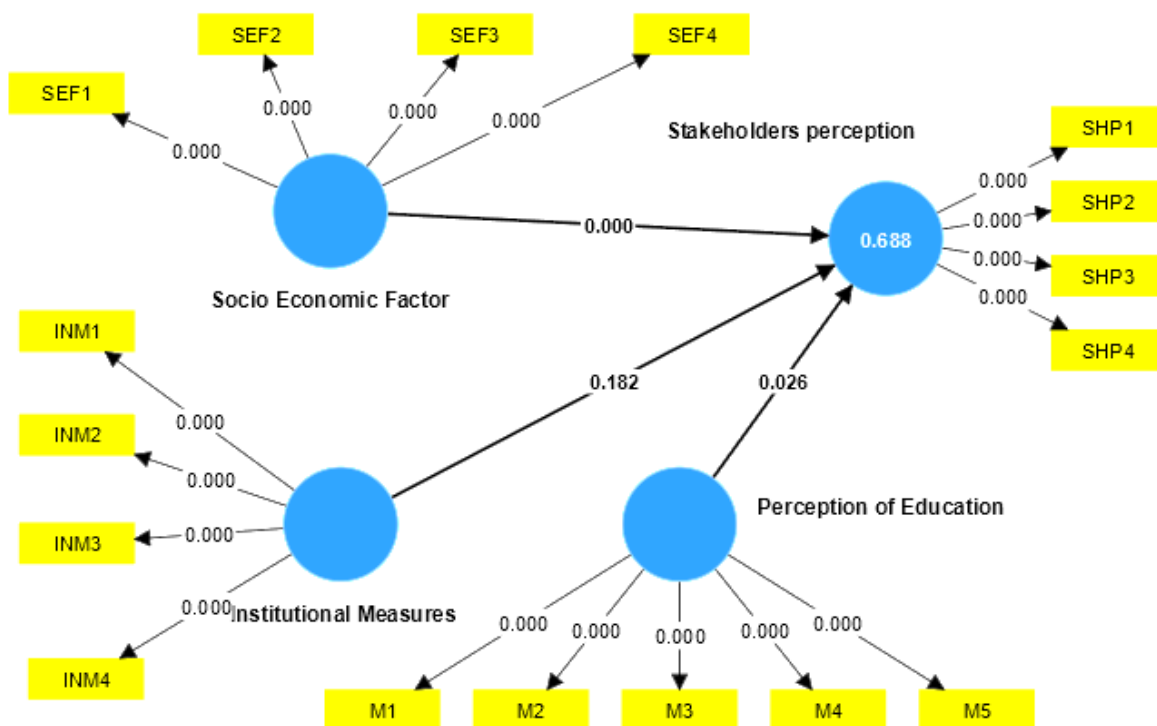 SEF2
SEF3
SEF4
SEF1
0.000
0.000
0.000
0.000
Stakeholders perception
SHP1
0.000
SHP2
0.000
0.000
0.688
0.000
SHP3
0.000
SHP4
Socio Economic Factor
INM1
0.182
0.026
0.000
INM2
0.000
INM3
0.000
Perception of Education
0.000
Institutional Measures
INM4
0.000
0.000
0.000
0.000
0.000
M1
M2
M3
M4
M5